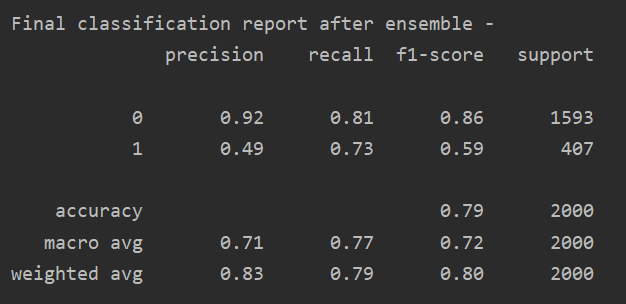 Final classification report after ensemble -
precision recall f1-score support
0 0.92 0.81 0.86 1593
1 0.49 0.73 0.59 407
accuracy 0.79 2000
macro avg 0.71 0.77 0.72 2000
weighted avg 0.83 0.79 0.80 2000